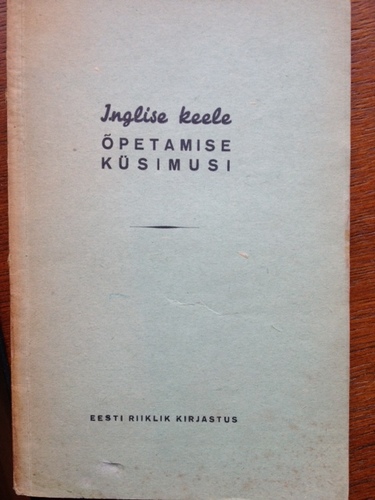 Inglise keele
ÕPETAMISE
KÜSIMUSI
EESTI RIIKLIK KIRJASTUS